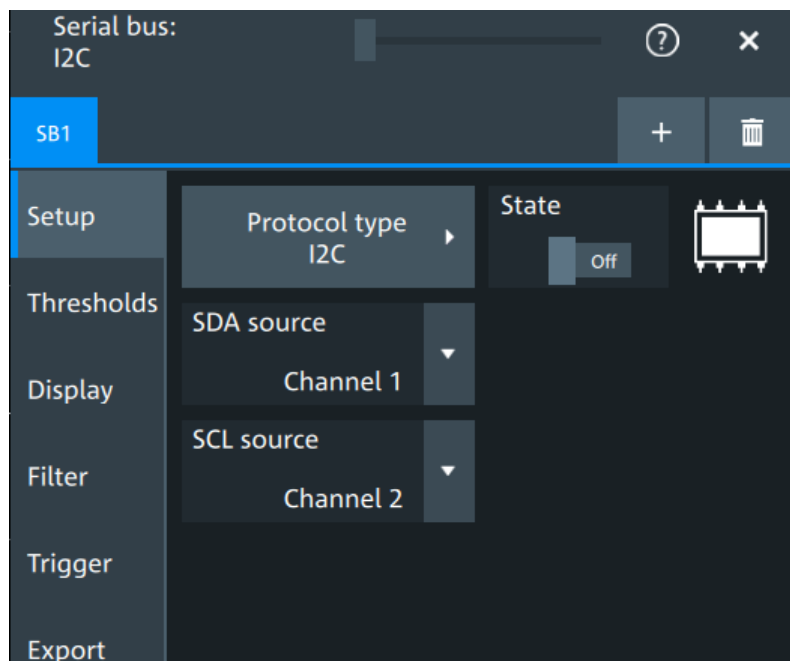 Serial bus:
I2C
?
SB1
+
Setup
Thresholds
Display
Filter
Trigger
Export
Protocol type
I2C
State
Off
SDA source
Channel 1
SCL source
Channel 2